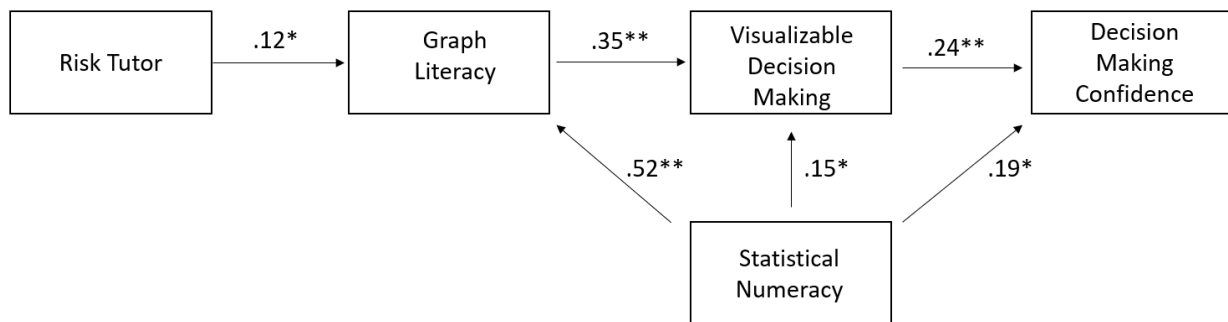 Risk Tutor
.12*
Graph
Literacy
.35**
Visualizable
Decision
Making
.24**
Decision
Making
Confidence
.52**
.15*
.19*
Statistical
Numeracy